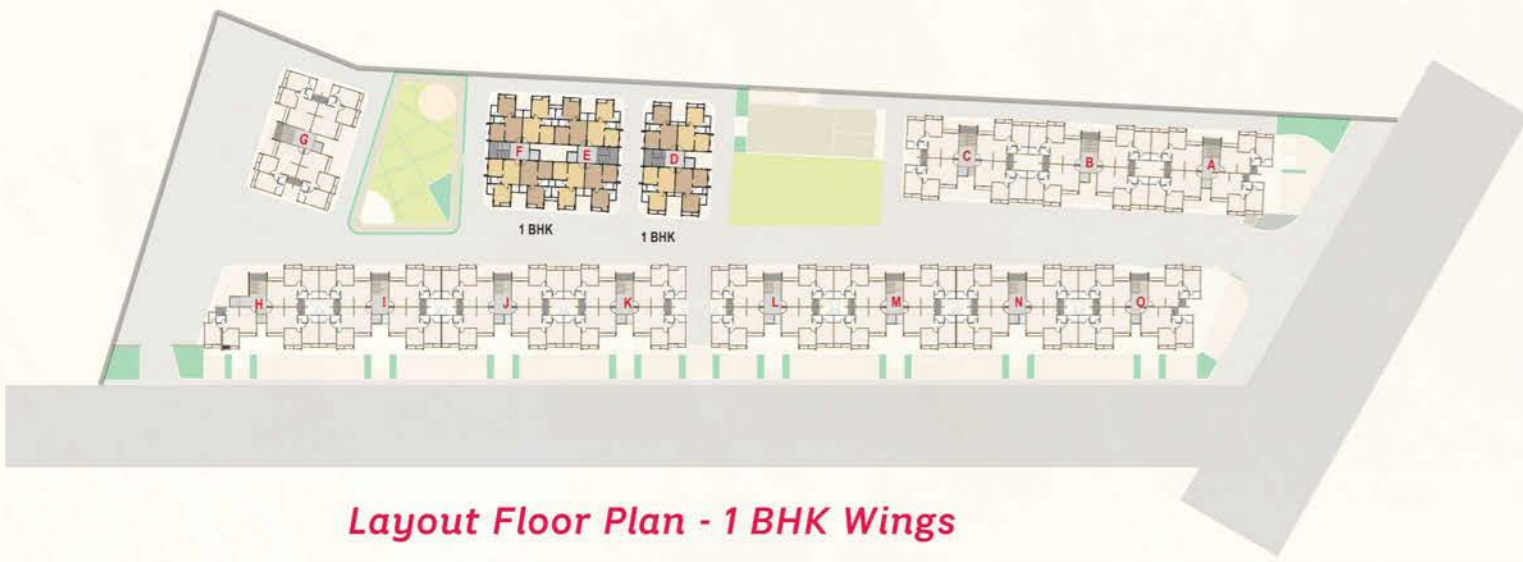 G
F E D
C B A
1 BHK 1 BHK
H I J K L M N O
Layout Floor Plan - 1 BHK Wings